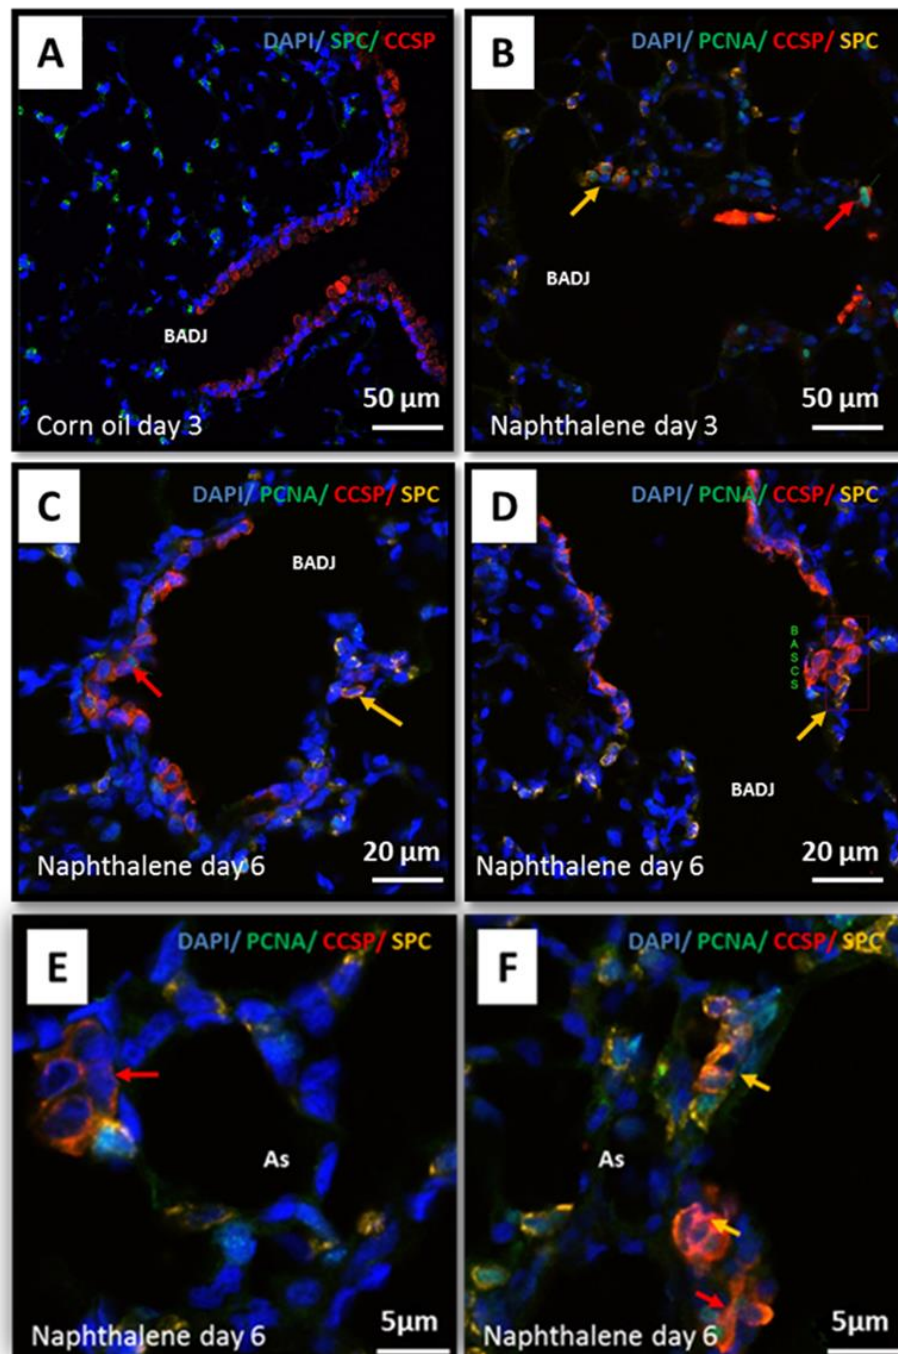 A
DAPI/ SPC/ CCSP
BADJ
50 µm
Corn oil day 3
B
DAPI/ PCNA/ CCSP/ SPC
BADJ
50 µm
Naphthalene day 3
C
DAPI/ PCNA/ CCSP/ SPC
BADJ
20 µm
Naphthalene day 6
D
DAPI/ PCNA/ CCSP/ SPC
BASCS
BADJ
20 µm
Naphthalene day 6
E
DAPI/ PCNA/ CCSP/ SPC
As
5µm
Naphthalene day 6
F
DAPI/ PCNA/ CCSP/ SPC
As
5µm
Naphthalene day 6